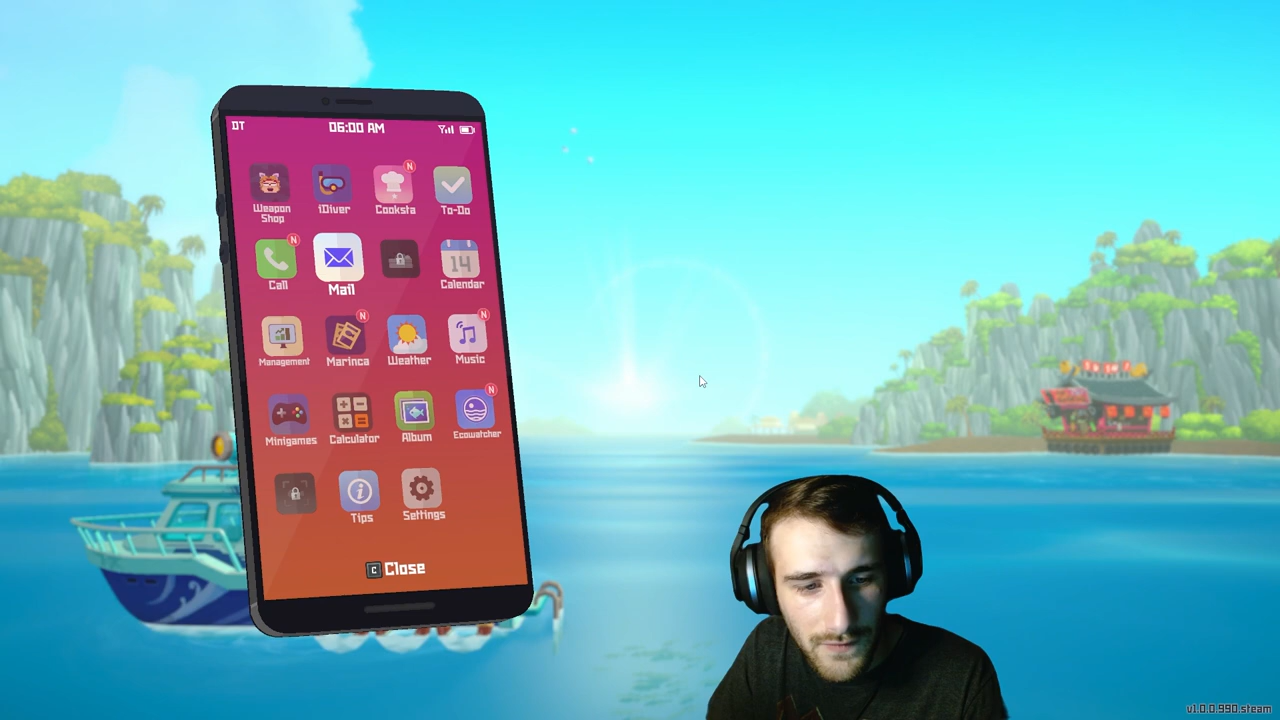 DT 06:00 AM
N
Weapon Shop iDiver Cooksta To-Do
N
14
Call Mail Calendar
N N
Management Marinca Weather Music
N
Minigames Calculator Album Ecowatcher
Tips Settings
C Close
v1.0.0.990.steam